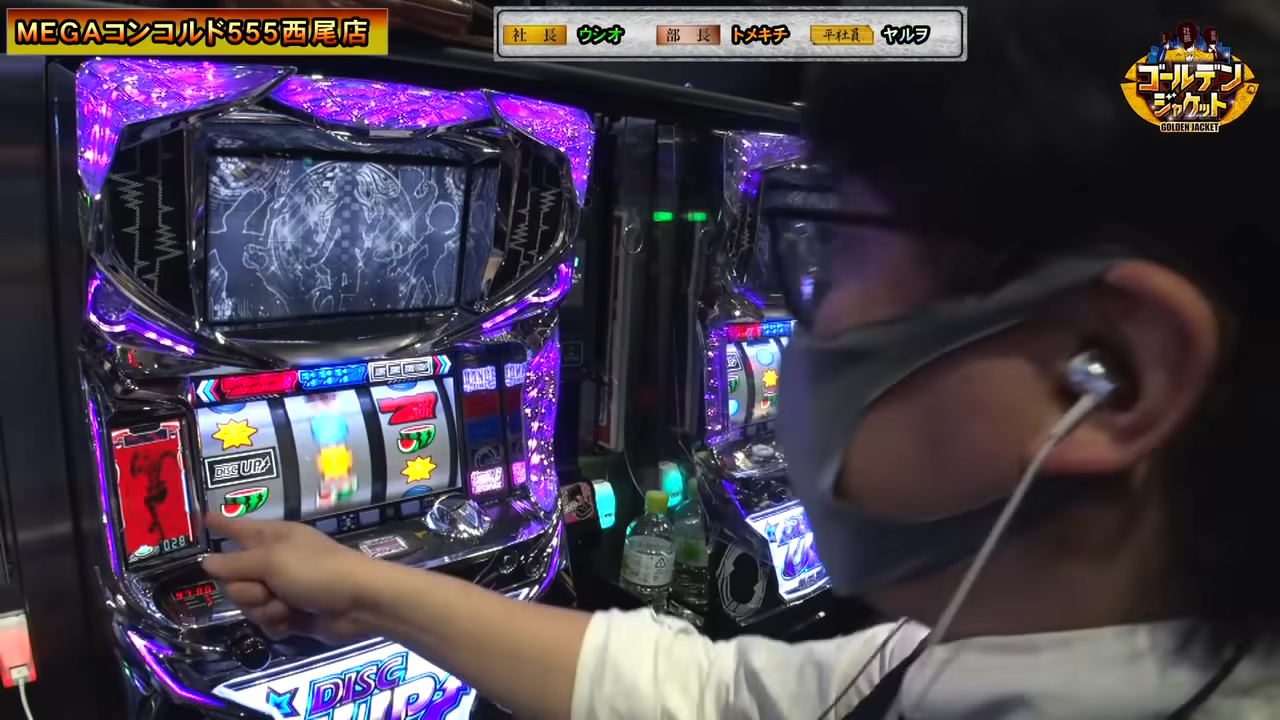 MEGAコンコルド555西尾店
社長 ウシオ 部長 トメキチ 平社員 ヤルヲ
ゴールデン
ジャケット
GOLDEN JACKET
DISC UP
028
DISC
UP